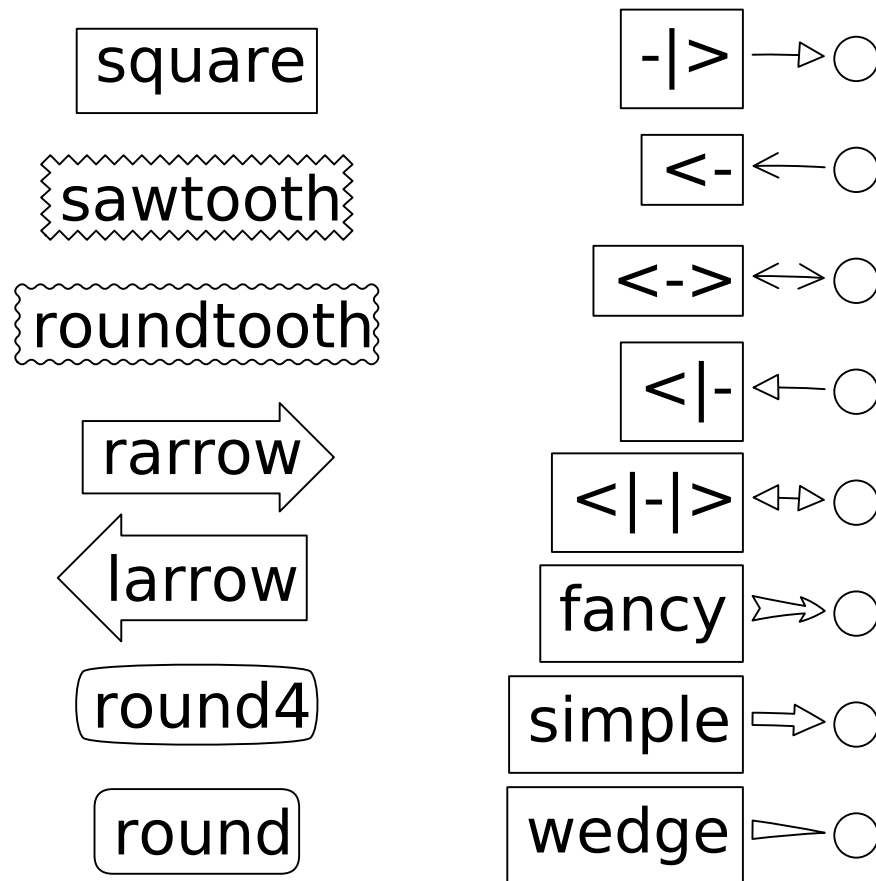 square
sawtooth
roundtooth
rarrow
larrow
round4
round
-|>
<-
<->
<|-
<|-|>
fancy
simple
wedge